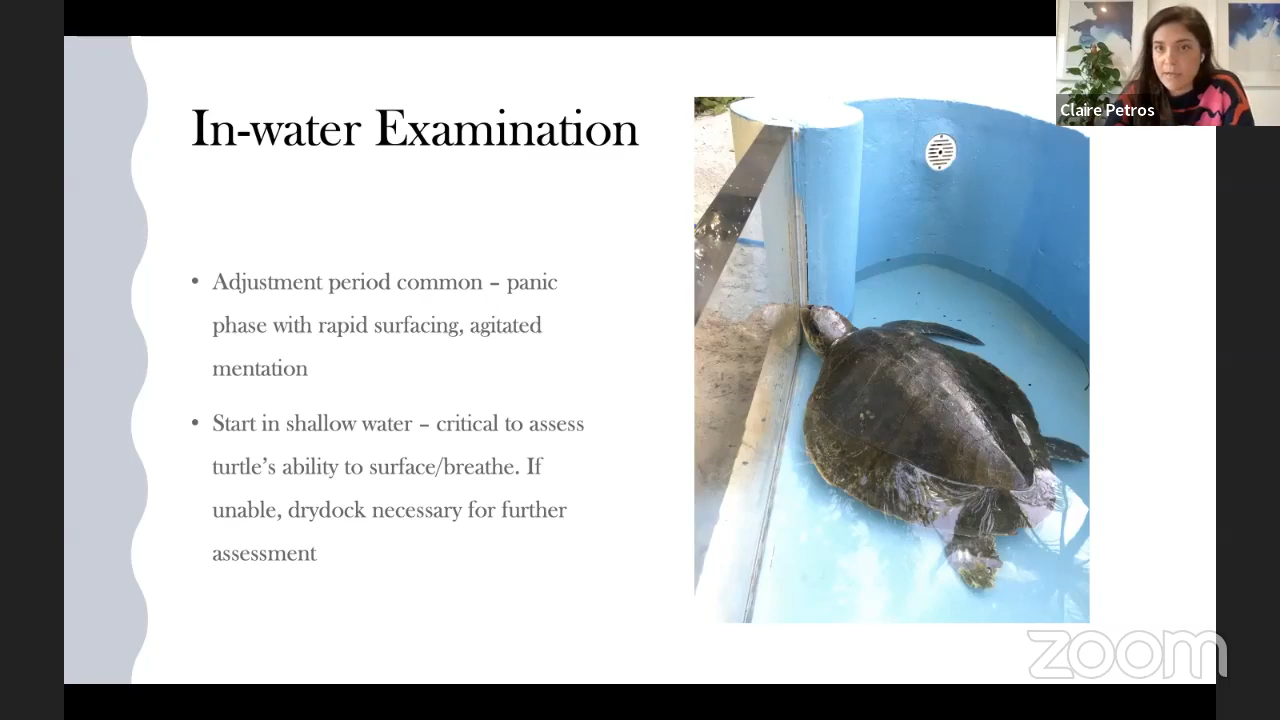 Claire Petros
In-water Examination
• Adjustment period common – panic
phase with rapid surfacing, agitated
mentation
• Start in shallow water – critical to assess
turtle's ability to surface/breathe. If
unable, drydock necessary for further
assessment
zoom